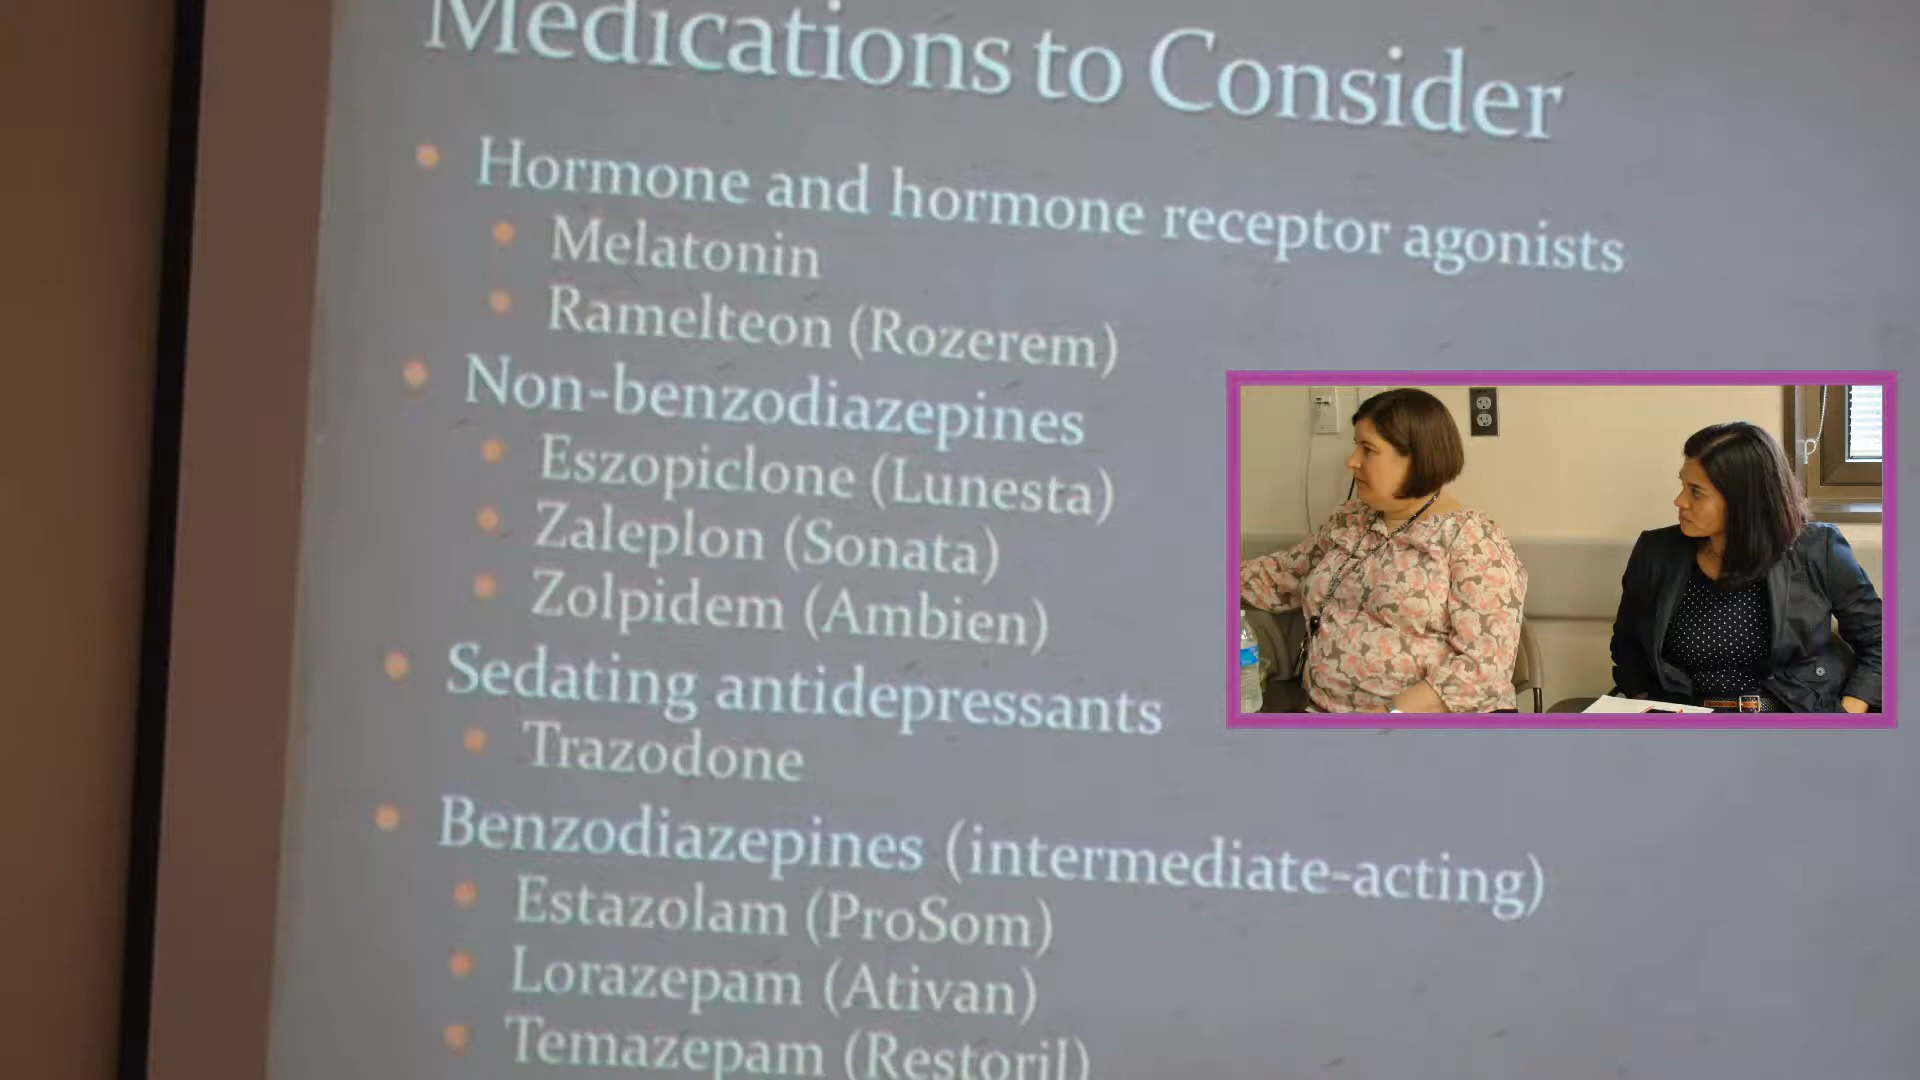 Medications to Consider
Hormone and hormone receptor agonists
Melatonin
Ramelteon (Rozerem)
Non-benzodiazepines
Eszopiclone (Lunesta)
Zaleplon (Sonata)
Zolpidem (Ambien)
Sedating antidepressants
Trazodone
Benzodiazepines (intermediate-acting)
Estazolam (ProSom)
Lorazepam (Ativan)
Temazepam (Restoril)